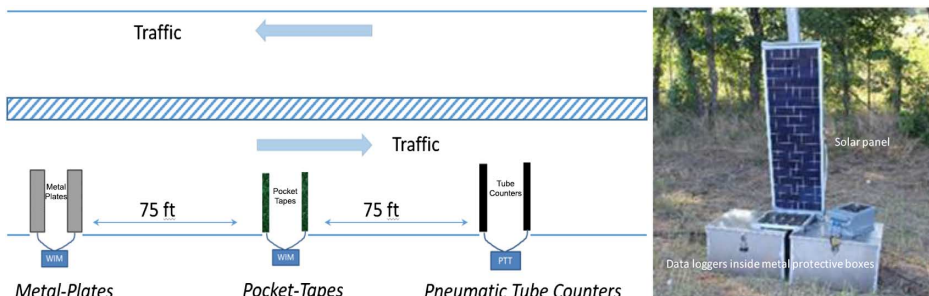 Traffic
Traffic
Metal
Plates
Pocket
Tapes
Tube
Counters
75 ft
75 ft
WIM
WIM
PTT
Metal-Plates
Pocket-Tapes
Pneumatic Tube Counters
Solar panel
Data loggers inside metal protective boxes